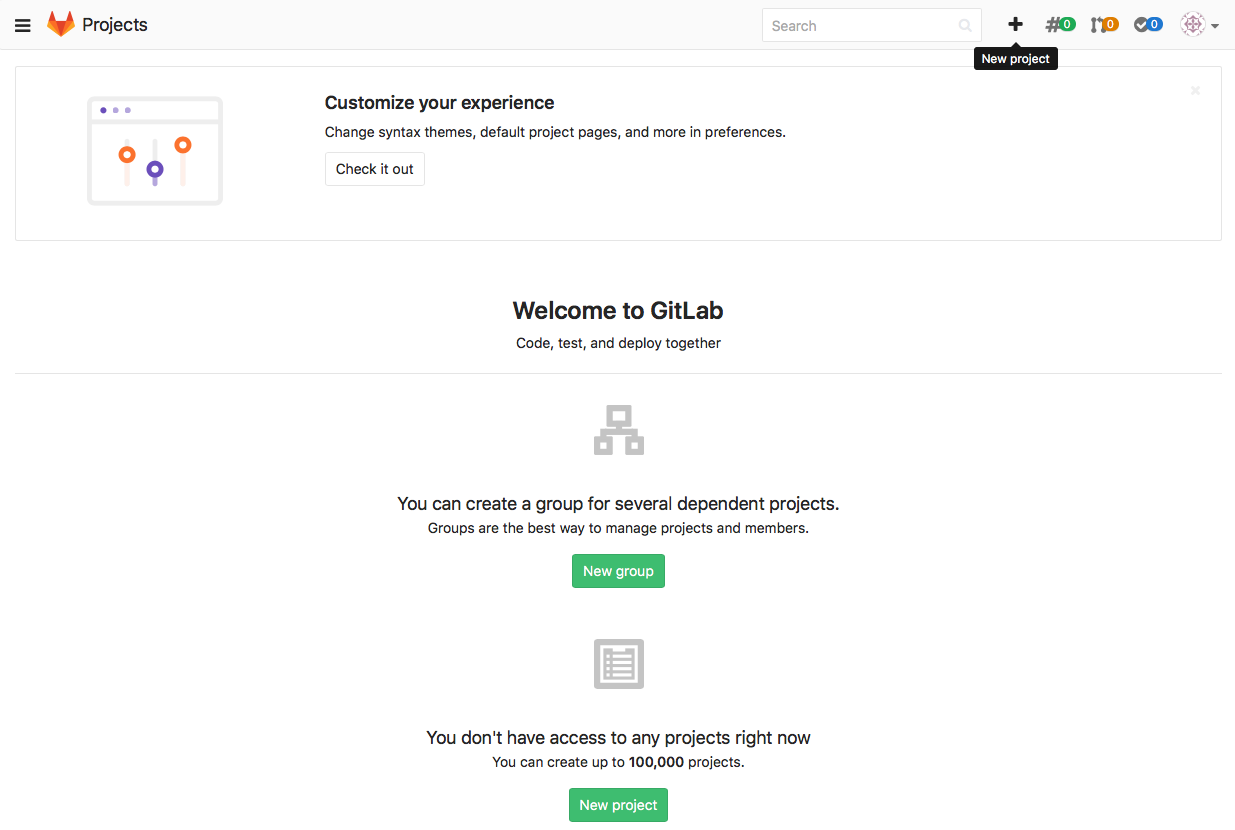 Projects
Search
0
0
0
New project
Customize your experience
Change syntax themes, default project pages, and more in preferences.
Check it out
Welcome to GitLab
Code, test, and deploy together
You can create a group for several dependent projects.
Groups are the best way to manage projects and members.
New group
You don't have access to any projects right now
You can create up to 100,000 projects.
New project